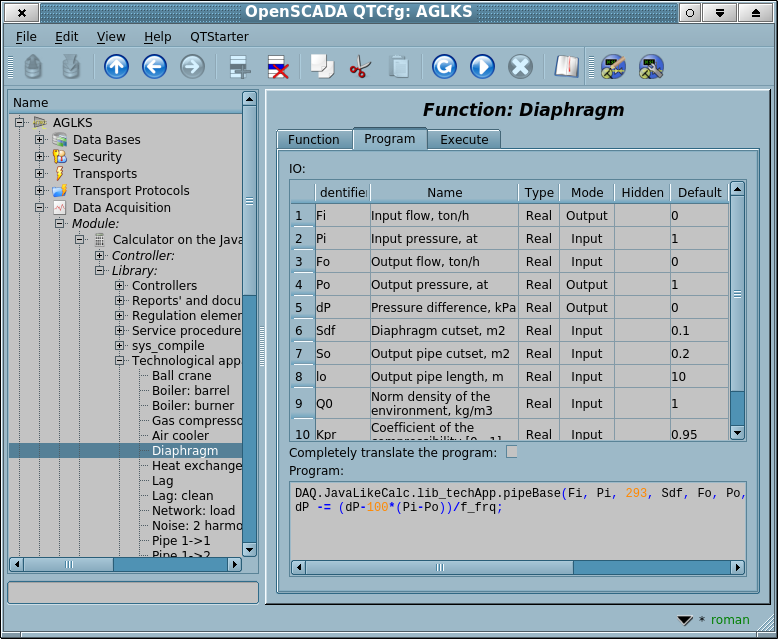 OpenSCADA QTCfg: AGLKS
File Edit View Help QTStarter
Name
AGLKS
Data Bases
Security
Transports
Transport Protocols
Data Acquisition
Module:
Calculator on the Java
Controller:
Library:
Controllers
Reports' and docu
Regulation elemen
Service procedure
sys_compile
Technological app
Ball crane
Boiler: barrel
Boiler: burner
Gas compresso
Air cooler
Diaphragm
Heat exchange
Lag
Lag: clean
Network: load
Noise: 2 harmo
Pipe 1->1
Pipe 1->2
Function: Diaphragm
Function Program Execute
IO:
dentifier Name Type Mode Hidden Default
1 Fi Input flow, ton/h Real Output 0
2 Pi Input pressure, at Real Input 1
3 Fo Output flow, ton/h Real Input 0
4 Po Output pressure, at Real Output 1
5 dP Pressure difference, kPa Real Output 0
6 Sdf Diaphragm cutset, m2 Real Input 0.1
7 So Output pipe cutset, m2 Real Input 0.2
8 lo Output pipe length, m Real Input 10
9 Q0 Norm density of the environment, kg/m3 Real Input 1
10 Kpr Coefficient of the compressibility [0...1] Real Input 0.95
Completely translate the program:
Program:
DAQ.JavaLikeCalc.lib_techApp.pipeBase(Fi, Pi, 293, Sdf, Fo, Po,
dP -= (dP-100*(Pi-Po))/f_frq;
* roman